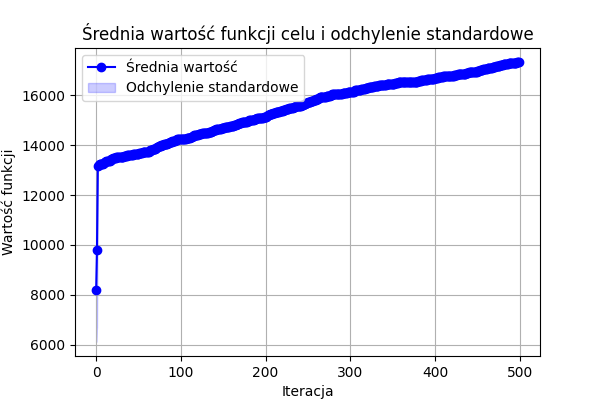 Średnia wartość funkcji celu i odchylenie standardowe
Średnia wartość
Odchylenie standardowe
Wartość funkcji
16000
14000
12000
10000
8000
6000
0 100 200 300 400 500
Iteracja